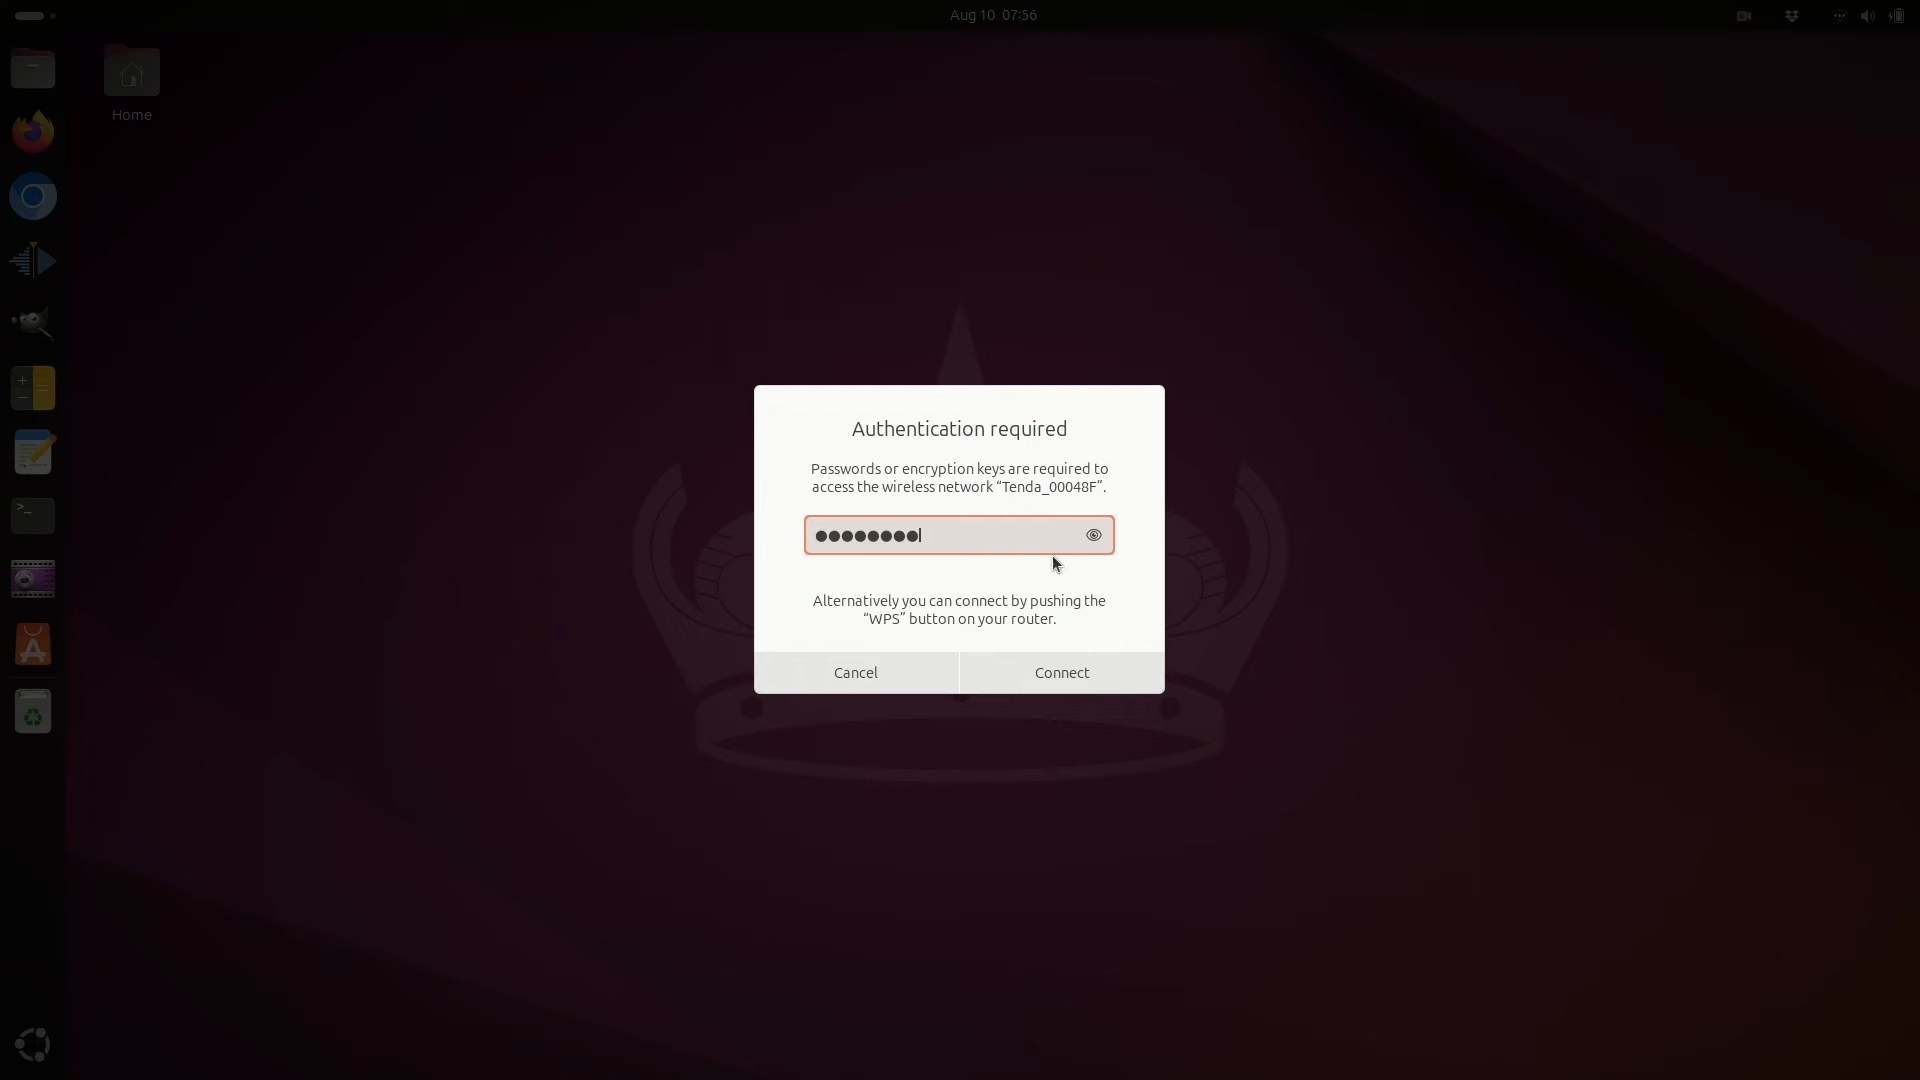 Aug 10 07:56
Home
Authentication required
Passwords or encryption keys are required to
access the wireless network “Tenda_00048F”.
●●●●●●●●
Alternatively you can connect by pushing the
“WPS” button on your router.
Cancel
Connect